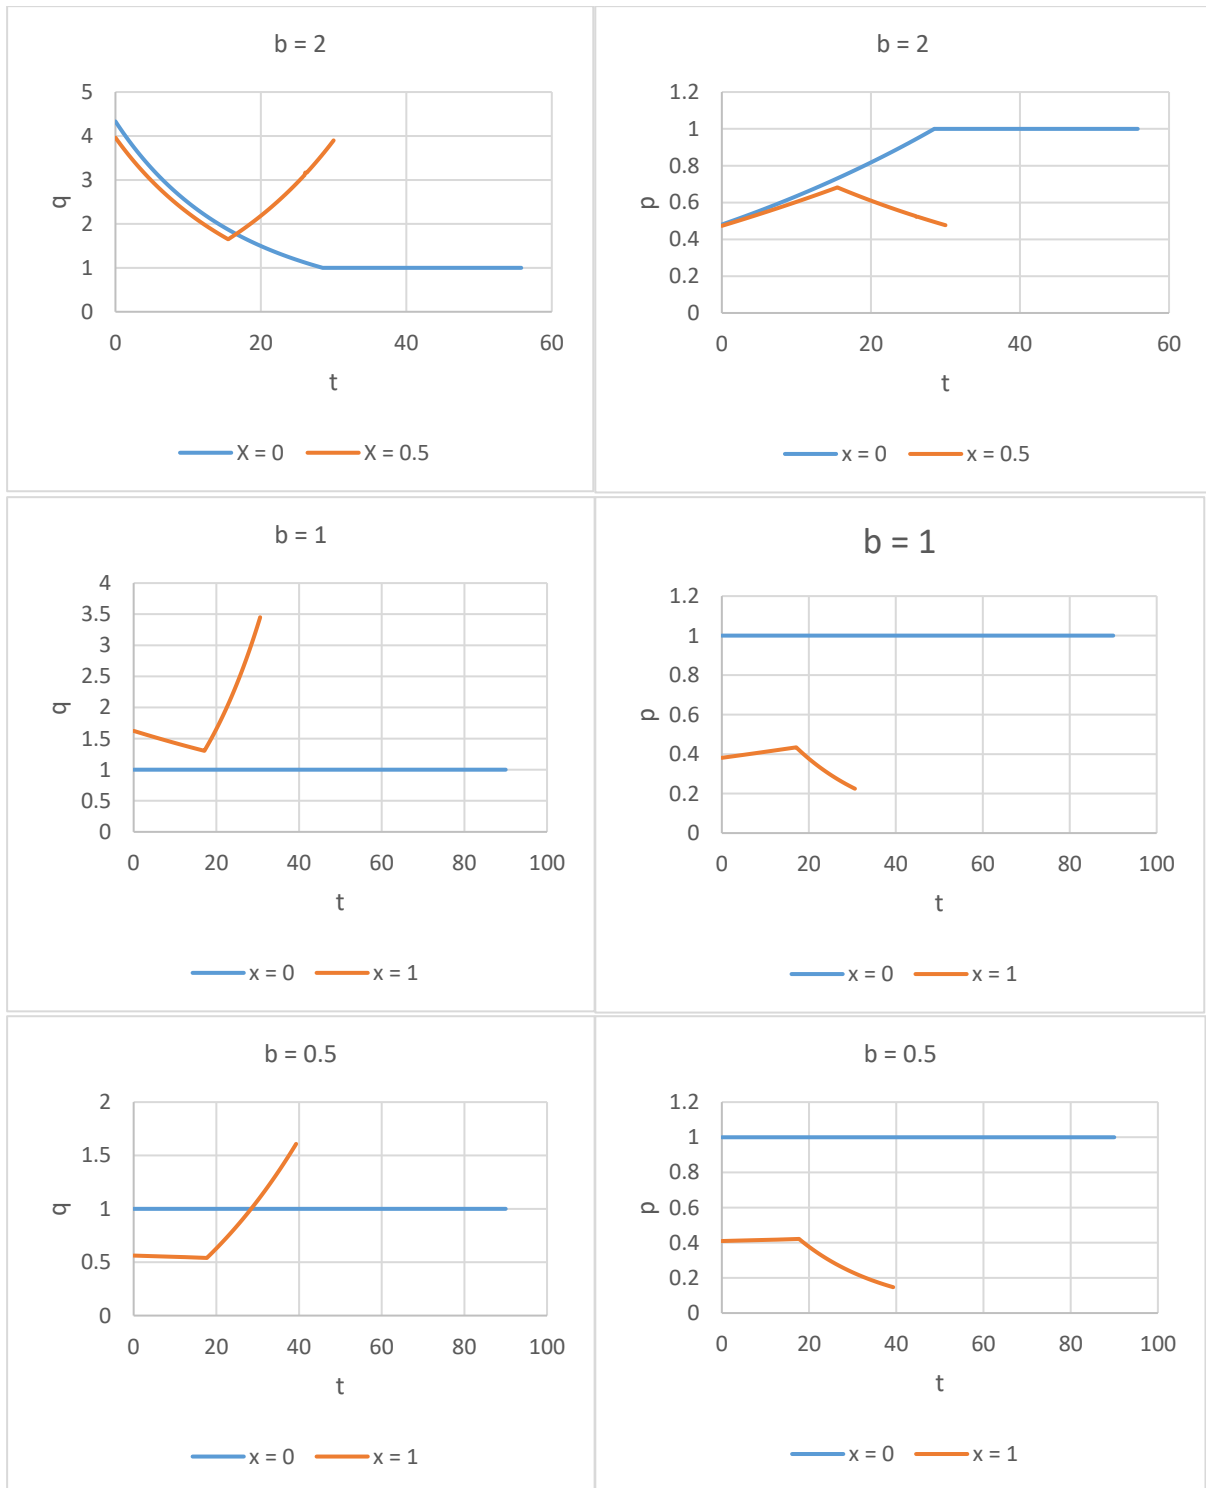 b = 2
5
4
3
2
1
0
q
0 20 40 60
t
X = 0 X = 0.5
b = 2
1.2
1
0.8
0.6
0.4
0.2
0
p
0 20 40 60
t
x = 0 x = 0.5
b = 1
4
3.5
3
2.5
2
1.5
1
0.5
0
q
0 20 40 60 80 100
t
x = 0 x = 1
b = 1
1.2
1
0.8
0.6
0.4
0.2
0
p
0 20 40 60 80 100
t
x = 0 x = 1
b = 0.5
2
1.5
1
0.5
0
q
0 20 40 60 80 100
t
x = 0 x = 1
b = 0.5
1.2
1
0.8
0.6
0.4
0.2
0
p
0 20 40 60 80 100
t
x = 0 x = 1